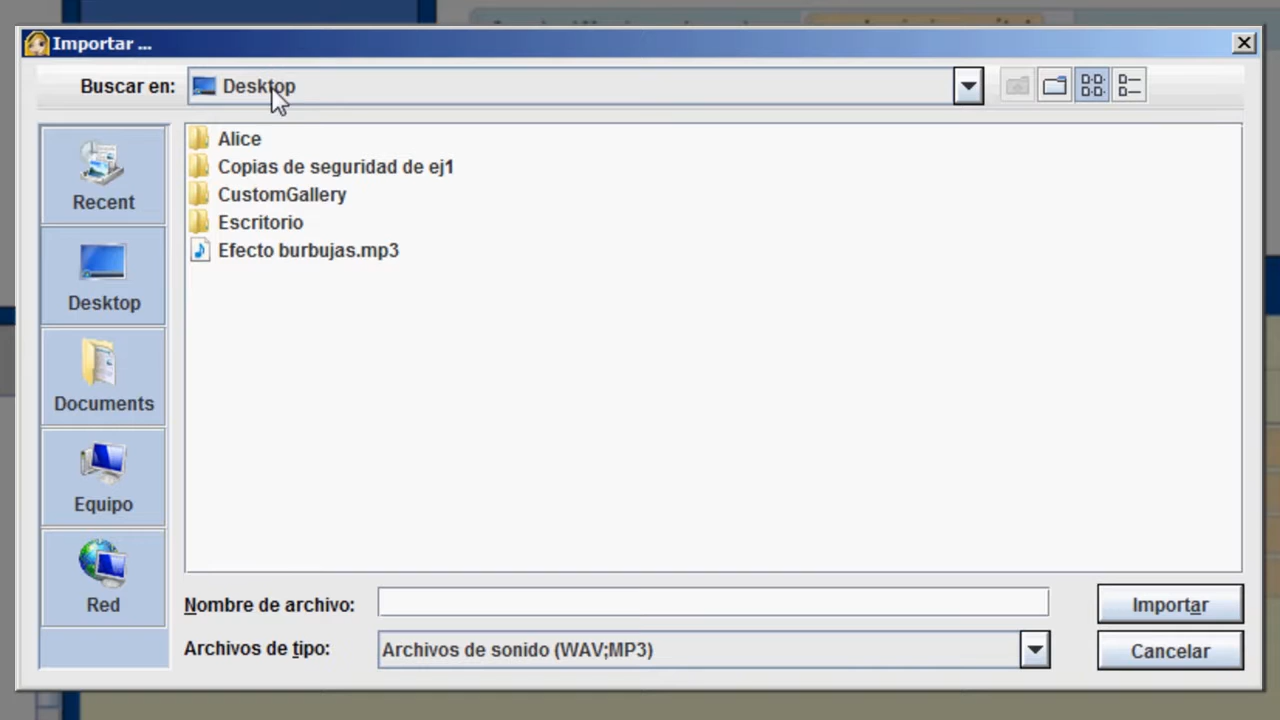 Importar ...
Buscar en: Desktop
Recent
Desktop
Documents
Equipo
Red
Alice
Copias de seguridad de ej1
CustomGallery
Escritorio
Efecto burbujas.mp3
Nombre de archivo:
Importar
Archivos de tipo: Archivos de sonido (WAV;MP3)
Cancelar